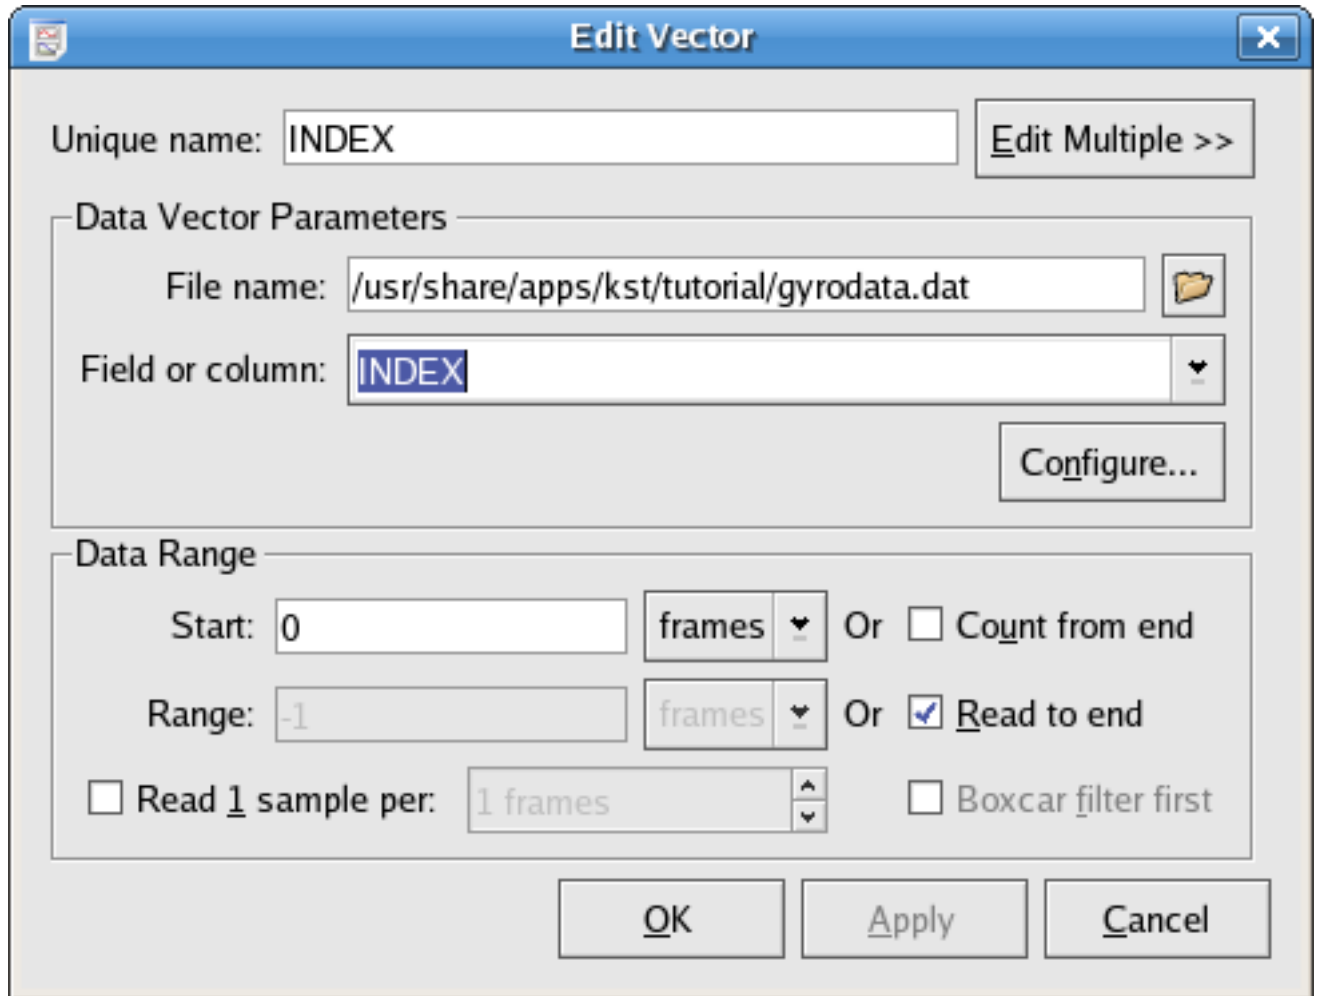 Edit Vector
Unique name: INDEX Edit Multiple >>
Data Vector Parameters
File name: /usr/share/apps/kst/tutorial/gyrodata.dat
Field or column: INDEX
Configure...
Data Range
Start: 0 frames Or Count from end
Range: -1 frames Or Read to end
Read 1 sample per: 1 frames Boxcar filter first
OK Apply Cancel